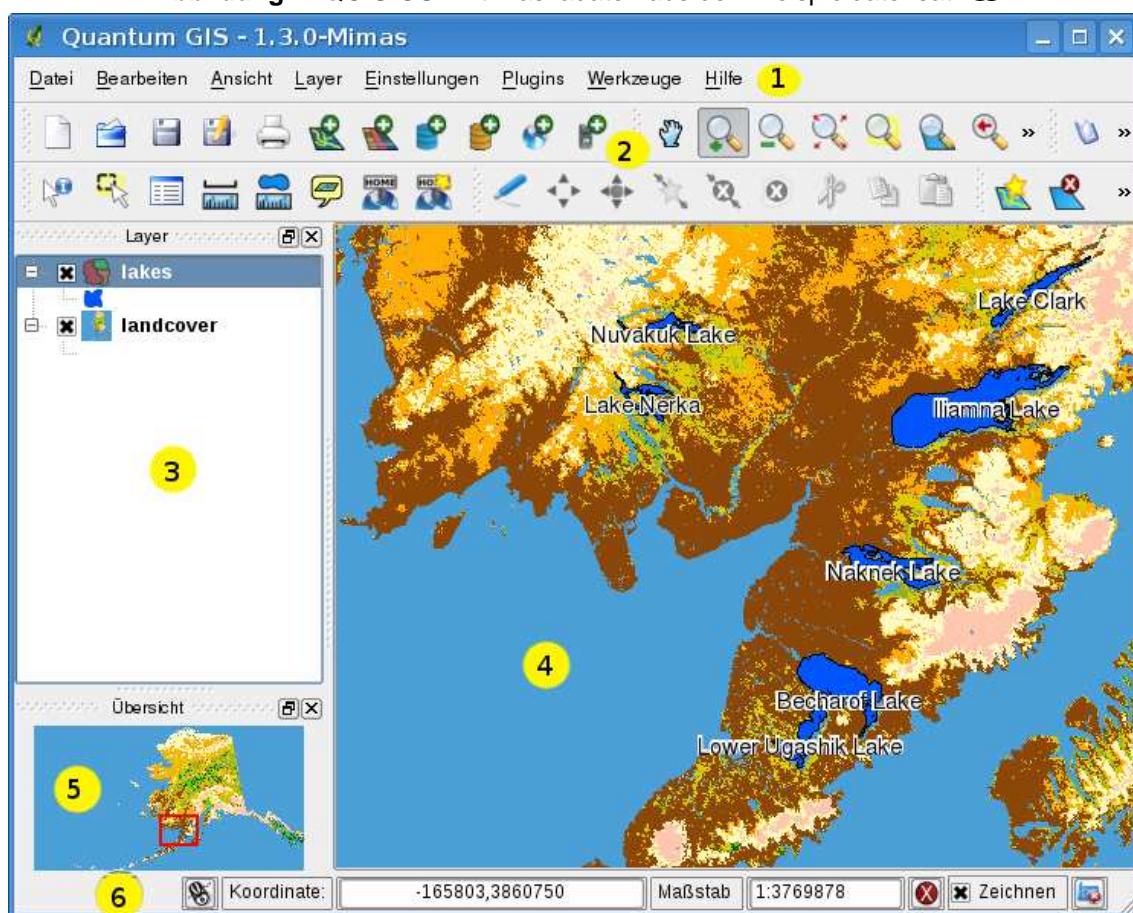 Quantum GIS - 1.3.0-Mimas
Datei Bearbeiten Ansicht Layer Einstellungen Plugins Werkzeuge Hilfe 1
2
»
»
HOME
»
Layer
lakes
landcover
3
Lake Clark
Nuvakuk Lake
Lake Nerka
Iliamna Lake
Naknek Lake
4
Becharof Lake
Lower Ugashik Lake
Übersicht
5
6 Koordinate: -165803,3860750 Maßstab 1:3769878 Zeichnen